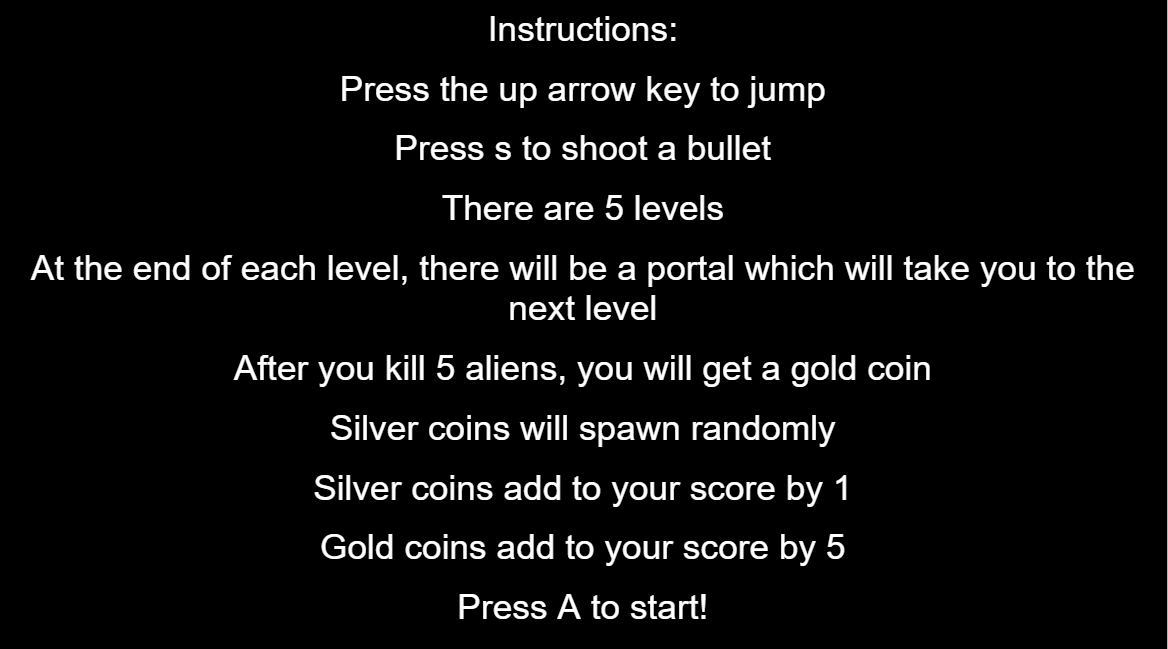 Instructions:
Press the up arrow key to jump
Press s to shoot a bullet
There are 5 levels
At the end of each level, there will be a portal which will take you to the
next level
After you kill 5 aliens, you will get a gold coin
Silver coins will spawn randomly
Silver coins add to your score by 1
Gold coins add to your score by 5
Press A to start!